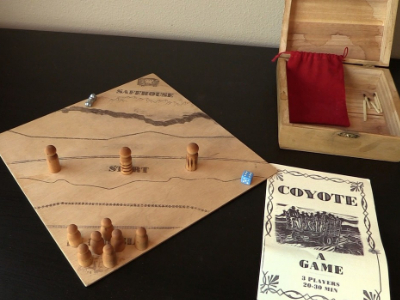 SAFEHOUSE
START
COYOTE
A
GAME
3 PLAYERS
20-30 MIN